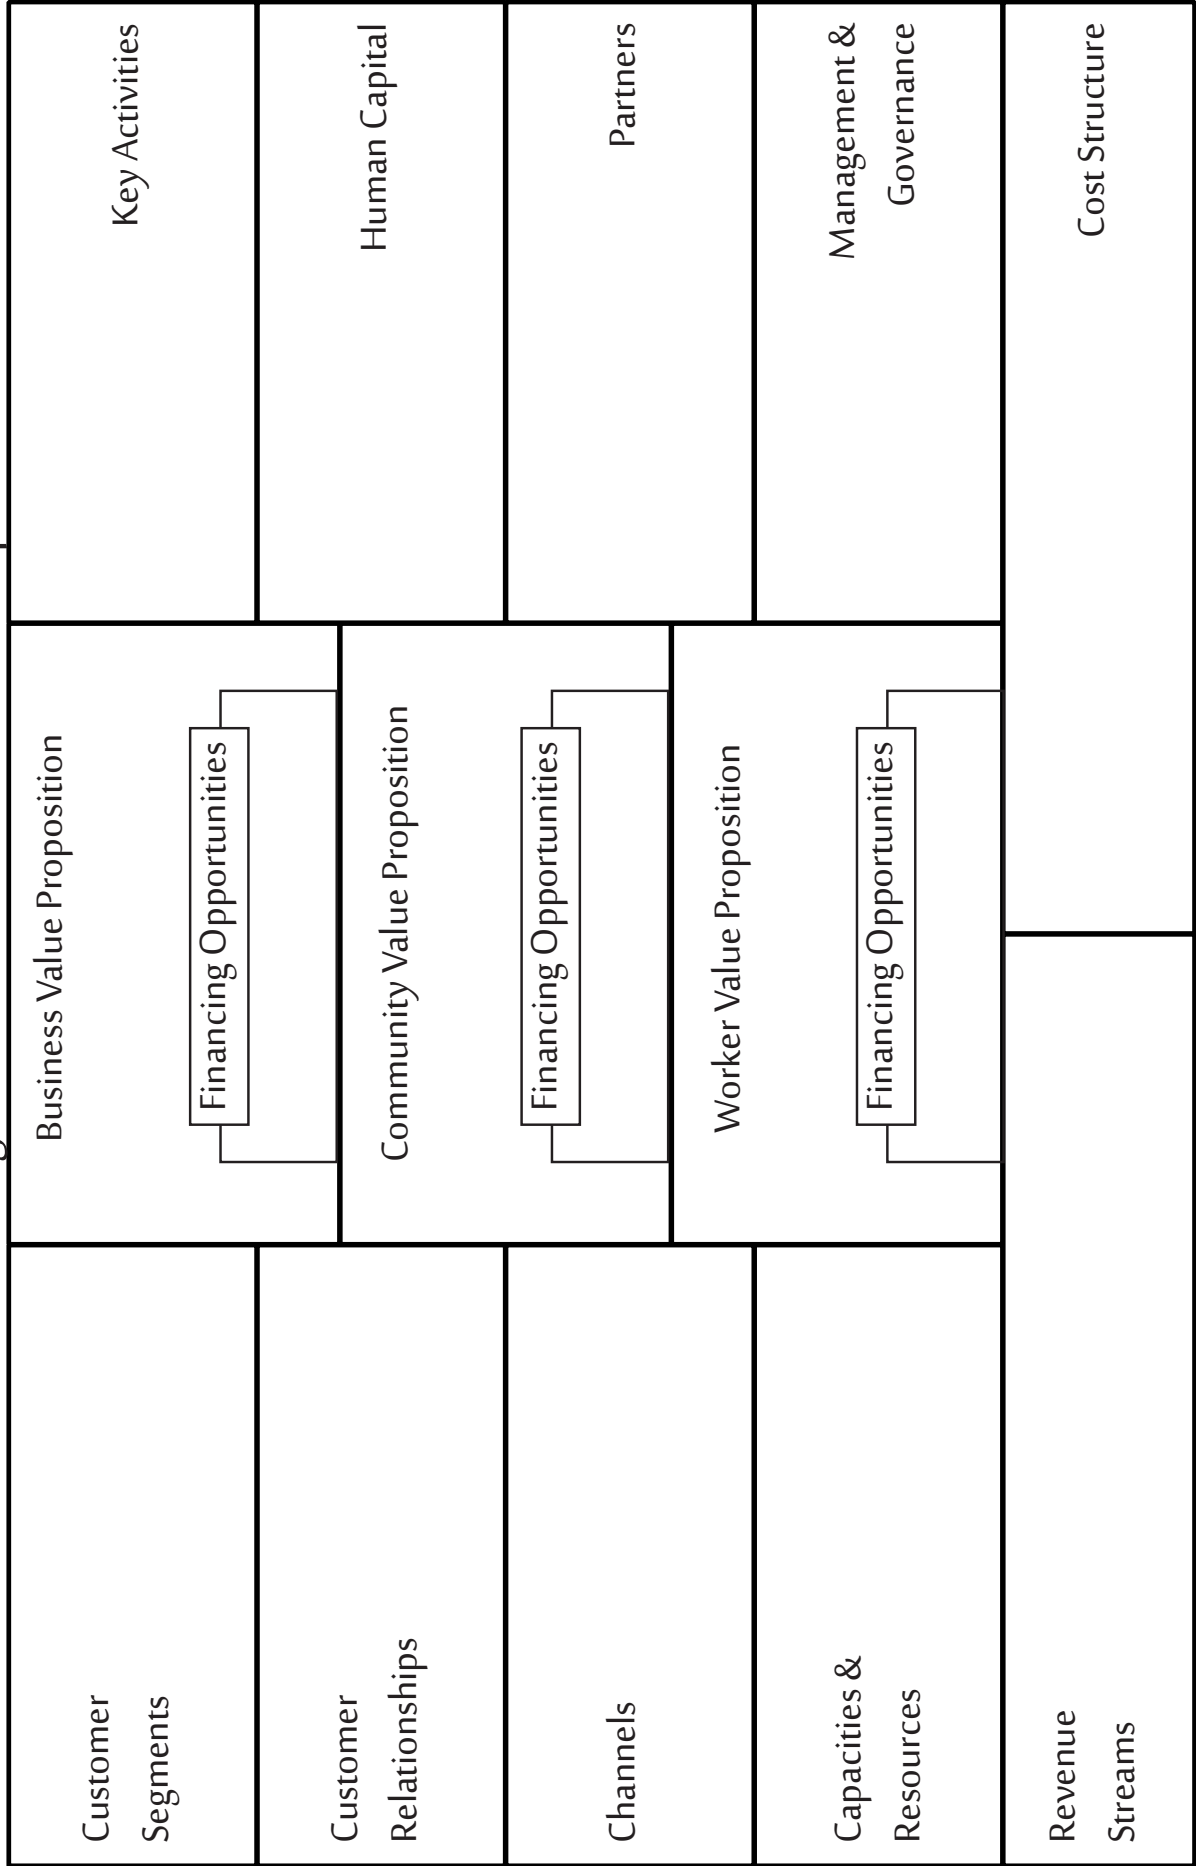 Customer
Segments
Customer
Relationships
Channels
Capacities &
Resources
Business Value Proposition
Financing Opportunities
Community Value Proposition
Financing Opportunities
Worker Value Proposition
Financing Opportunities
Key Activities
Human Capital
Partners
Management &
Governance
Revenue
Streams
Cost Structure